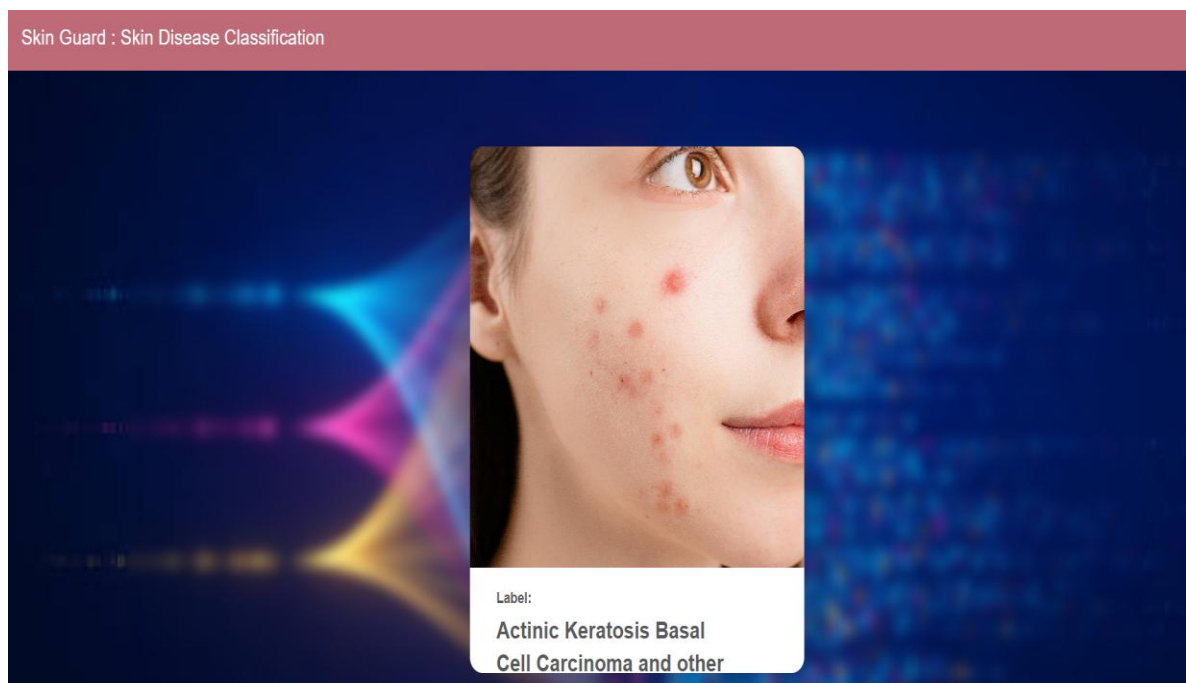 Skin Guard : Skin Disease Classification
Label:
Actinic Keratosis Basal
Cell Carcinoma and other